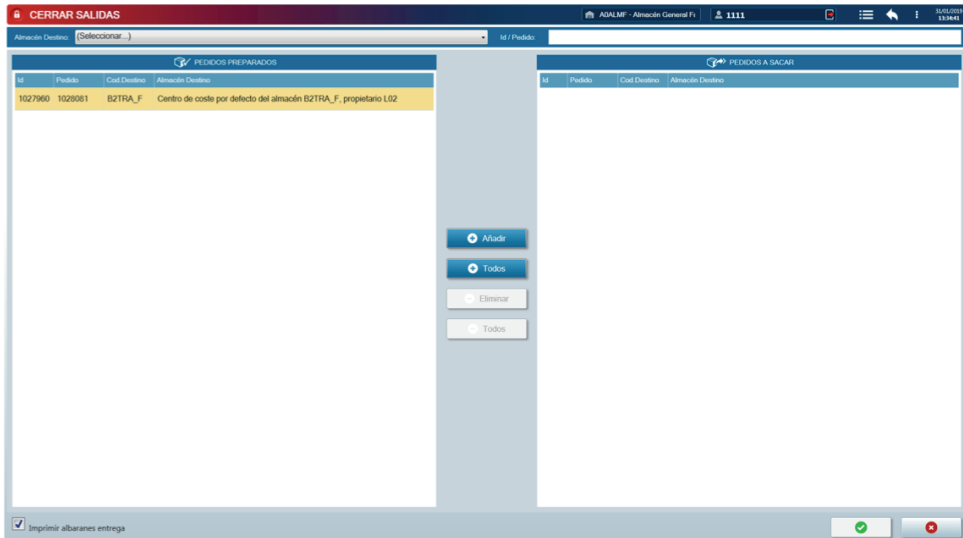 CERRAR SALIDAS
A0ALMF - Almacén General Fa
1111
31/01/2019
13:34:41
Almacén Destino: (Seleccionar...)
Id / Pedido:
PEDIDOS PREPARADOS
Id Pedido Cod.Destino Almacén Destino
1027960 1028081 B2TRA_F Centro de coste por defecto del almacén B2TRA_F, propietario L02
PEDIDOS A SACAR
Id Pedido Cod.Destino Almacén Destino
Añadir
Todos
Eliminar
Todos
Imprimir albaranes entrega